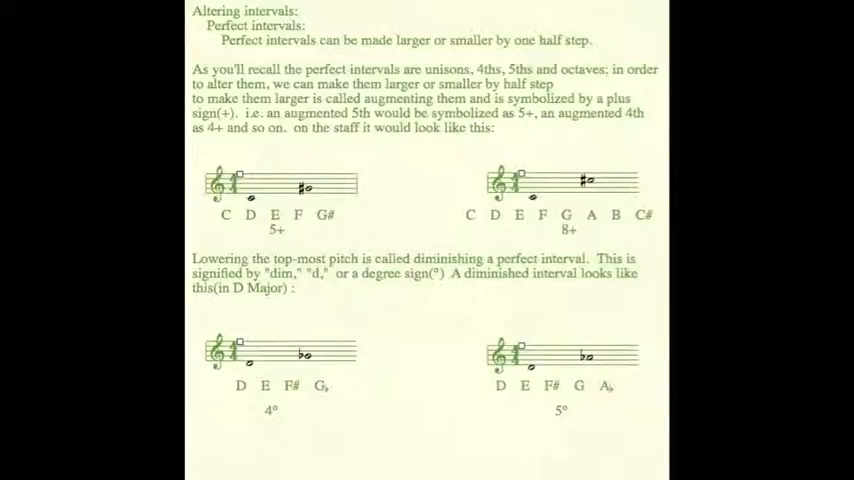 Altering intervals:
Perfect intervals:
Perfect intervals can be made larger or smaller by one half step.
As you'll recall the perfect intervals are unisons, 4ths, 5ths and octaves; in order
to alter them, we can make them larger or smaller by half step
to make them larger is called augmenting them and is symbolized by a plus
sign(+). i.e. an augmented 5th would be symbolized as 5+, an augmented 4th
as 4+ and so on. on the staff it would look like this:
C D E F G#
5+
C D E F G A B C#
8+
Lowering the top-most pitch is called diminishing a perfect interval. This is
signified by "dim," "d," or a degree sign(°) A diminished interval looks like
this(in D Major) :
D E F# G♭
4°
D E F# G A♭
5°